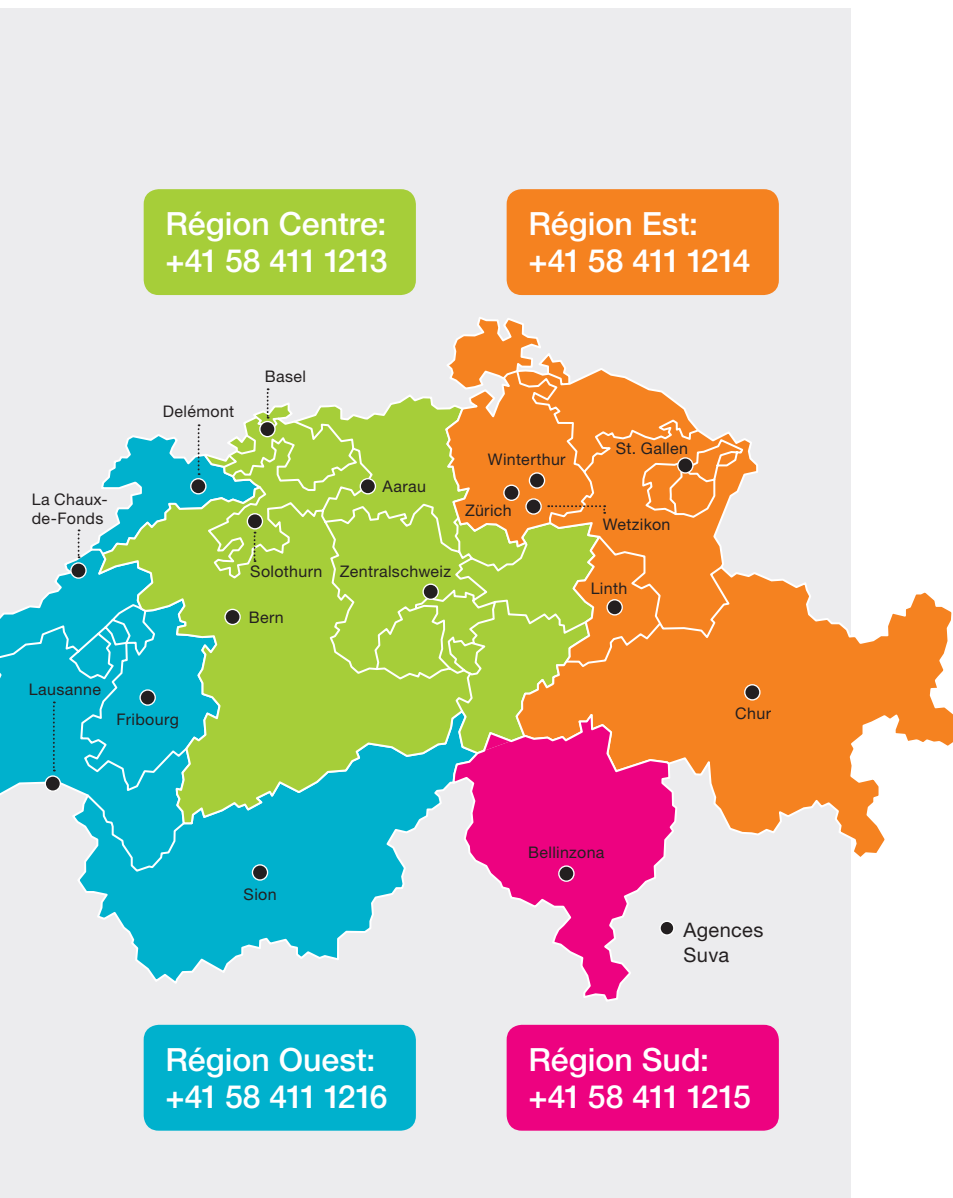 Région Centre:
+41 58 411 1213
Région Est:
+41 58 411 1214
Basel
Delémont
La Chaux-
de-Fonds
Aarau
Solothurn
Zentralschweiz
Bern
Winterthur
St. Gallen
Zürich
Wetzikon
Linth
Chur
Lausanne
Fribourg
Sion
Bellinzona
Agences
Suva
Région Ouest:
+41 58 411 1216
Région Sud:
+41 58 411 1215